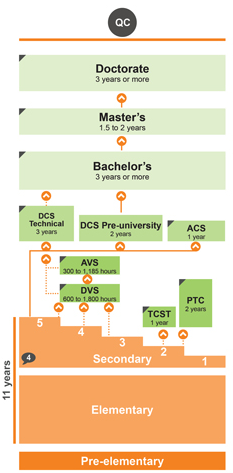 QC
Doctorate
3 years or more
Master's
1.5 to 2 years
Bachelor's
3 years or more
DCS
Technical
3 years
DCS Pre-university
2 years
ACS
1 year
AVS
300 to 1,185 hours
DVS
600 to 1,800 hours
TCST
1 year
PTC
2 years
5
4
3
2
1
4
Secondary
11 years
Elementary
Pre-elementary